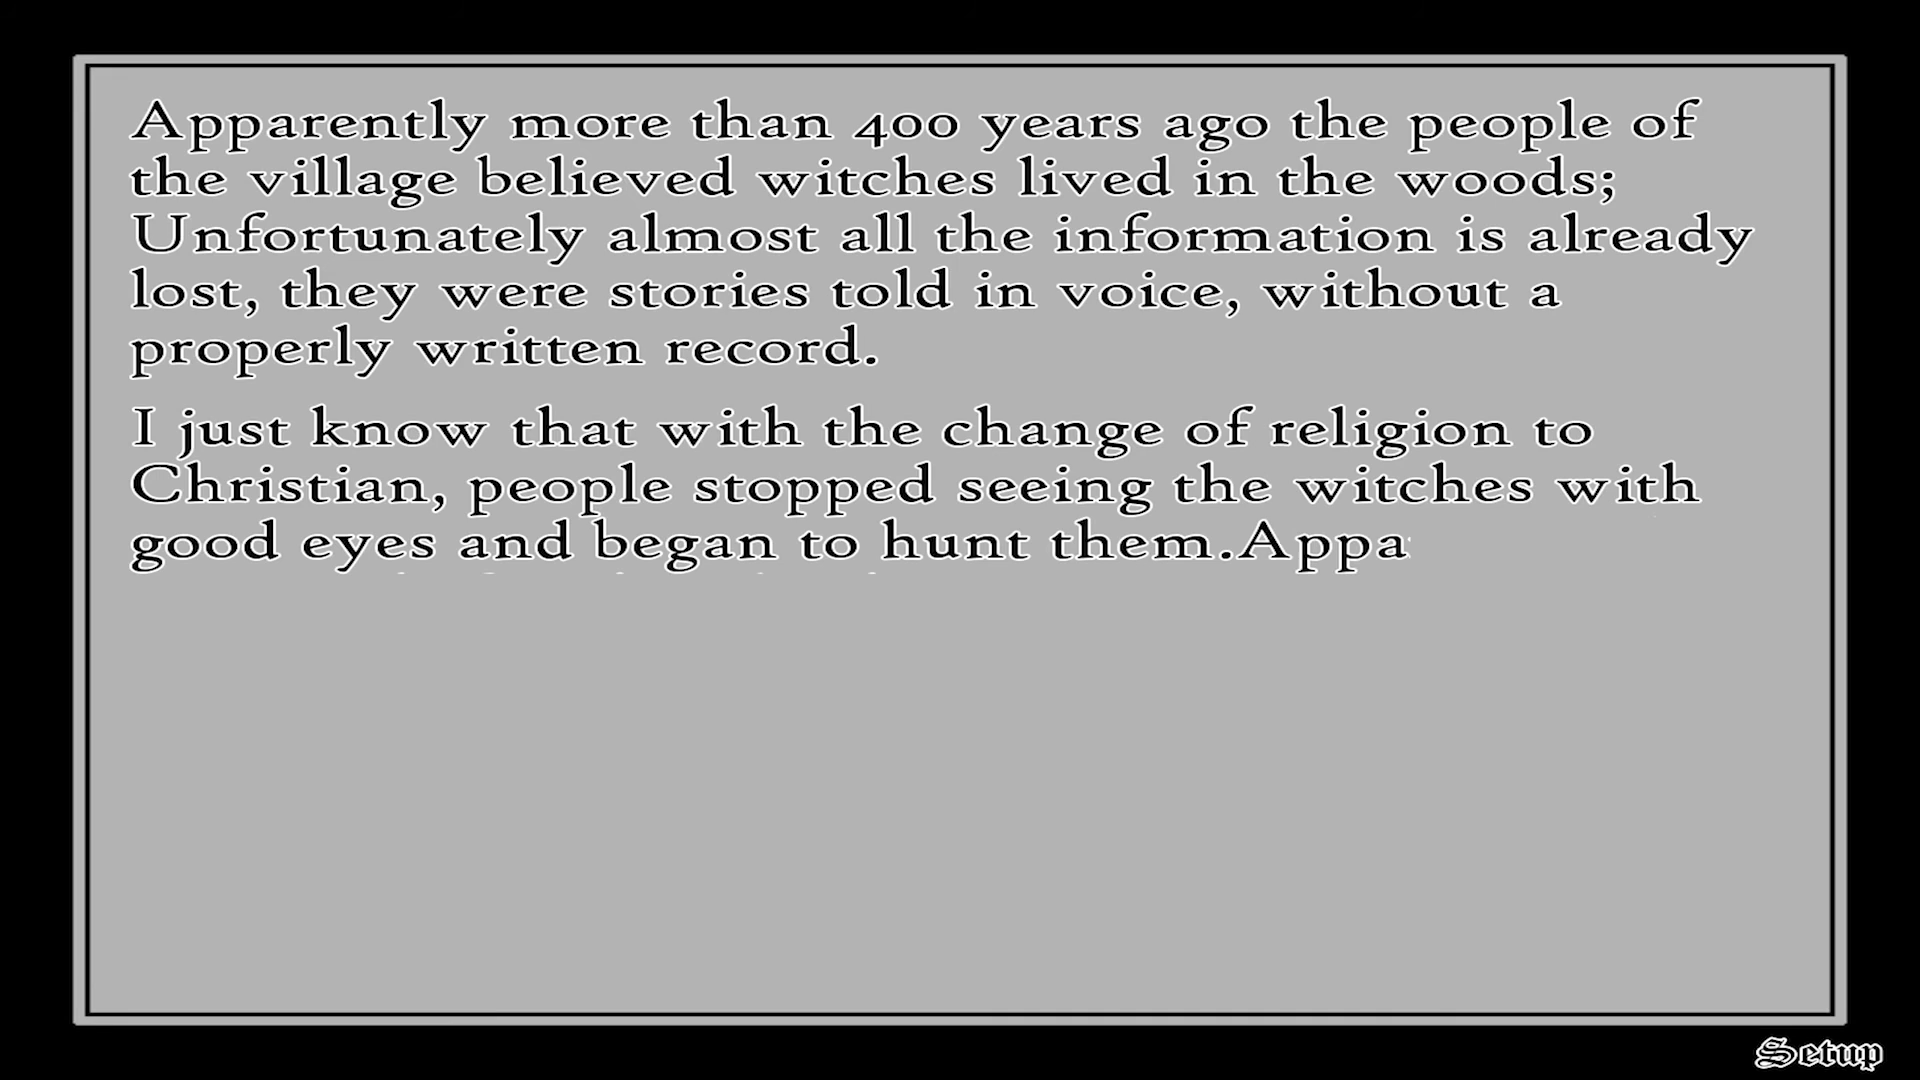 Apparently more than 400 years ago the people of
the village believed witches lived in the woods;
Unfortunately almost all the information is already
lost, they were stories told in voice, without a
properly written record.
I just know that with the change of religion to
Christian, people stopped seeing the witches with
good eyes and began to hunt them.Appa
Setup